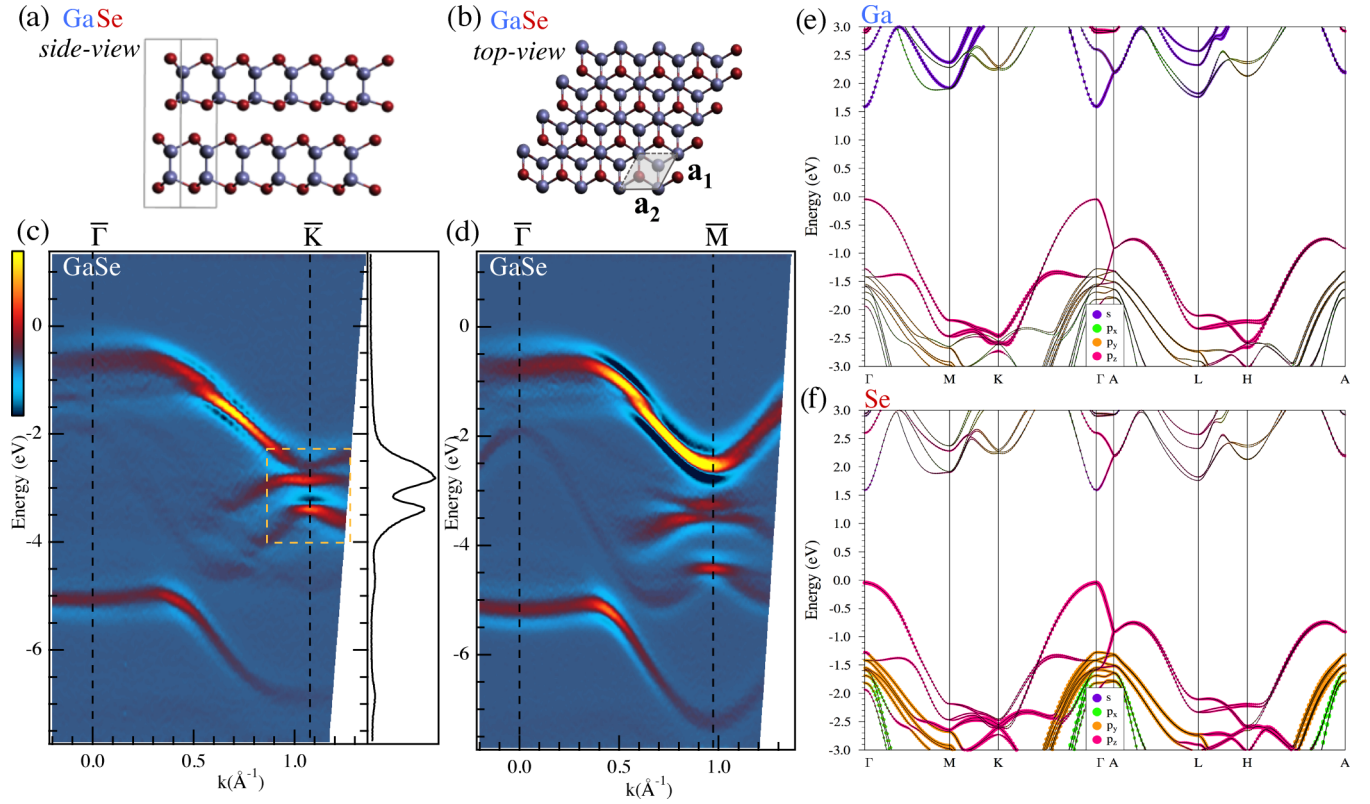 (a) GaSe
side-view
(b) GaSe
top-view
a1
a2
(c) Γ̅ K̅
GaSe
0
-2
-4
-6
Energy (eV)
0.0 0.5 1.0
k(Å-1)
(d) Γ̅ M̅
GaSe
0
-2
-4
-6
Energy (eV)
0.0 0.5 1.0
k(Å-1)
(e) Ga
3.0
2.5
2.0
1.5
1.0
0.5
0.0
-0.5
-1.0
-1.5
-2.0
-2.5
-3.0
Energy (eV)
s
px
py
pz
Γ M K Γ A L H A
(f) Se
3.0
2.5
2.0
1.5
1.0
0.5
0.0
-0.5
-1.0
-1.5
-2.0
-2.5
-3.0
Energy (eV)
s
px
py
pz
Γ M K Γ A L H A